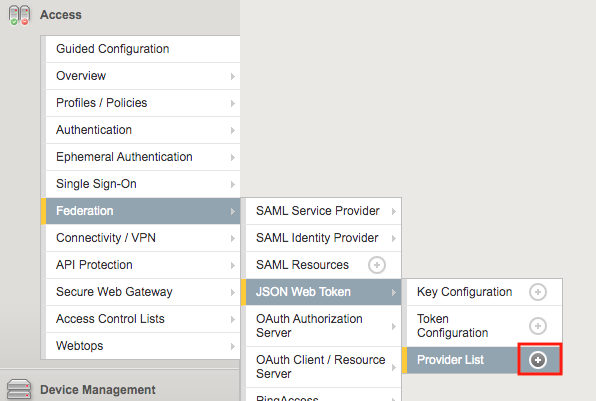 Access
Guided Configuration
Overview
Profiles / Policies
Authentication
Ephemeral Authentication
Single Sign-On
Federation
Connectivity / VPN
API Protection
Secure Web Gateway
Access Control Lists
Webtops
Device Management
SAML Service Provider
SAML Identity Provider
SAML Resources
JSON Web Token
OAuth Authorization
Server
OAuth Client / Resource
Server
PingAccess
Key Configuration
Token
Configuration
Provider List